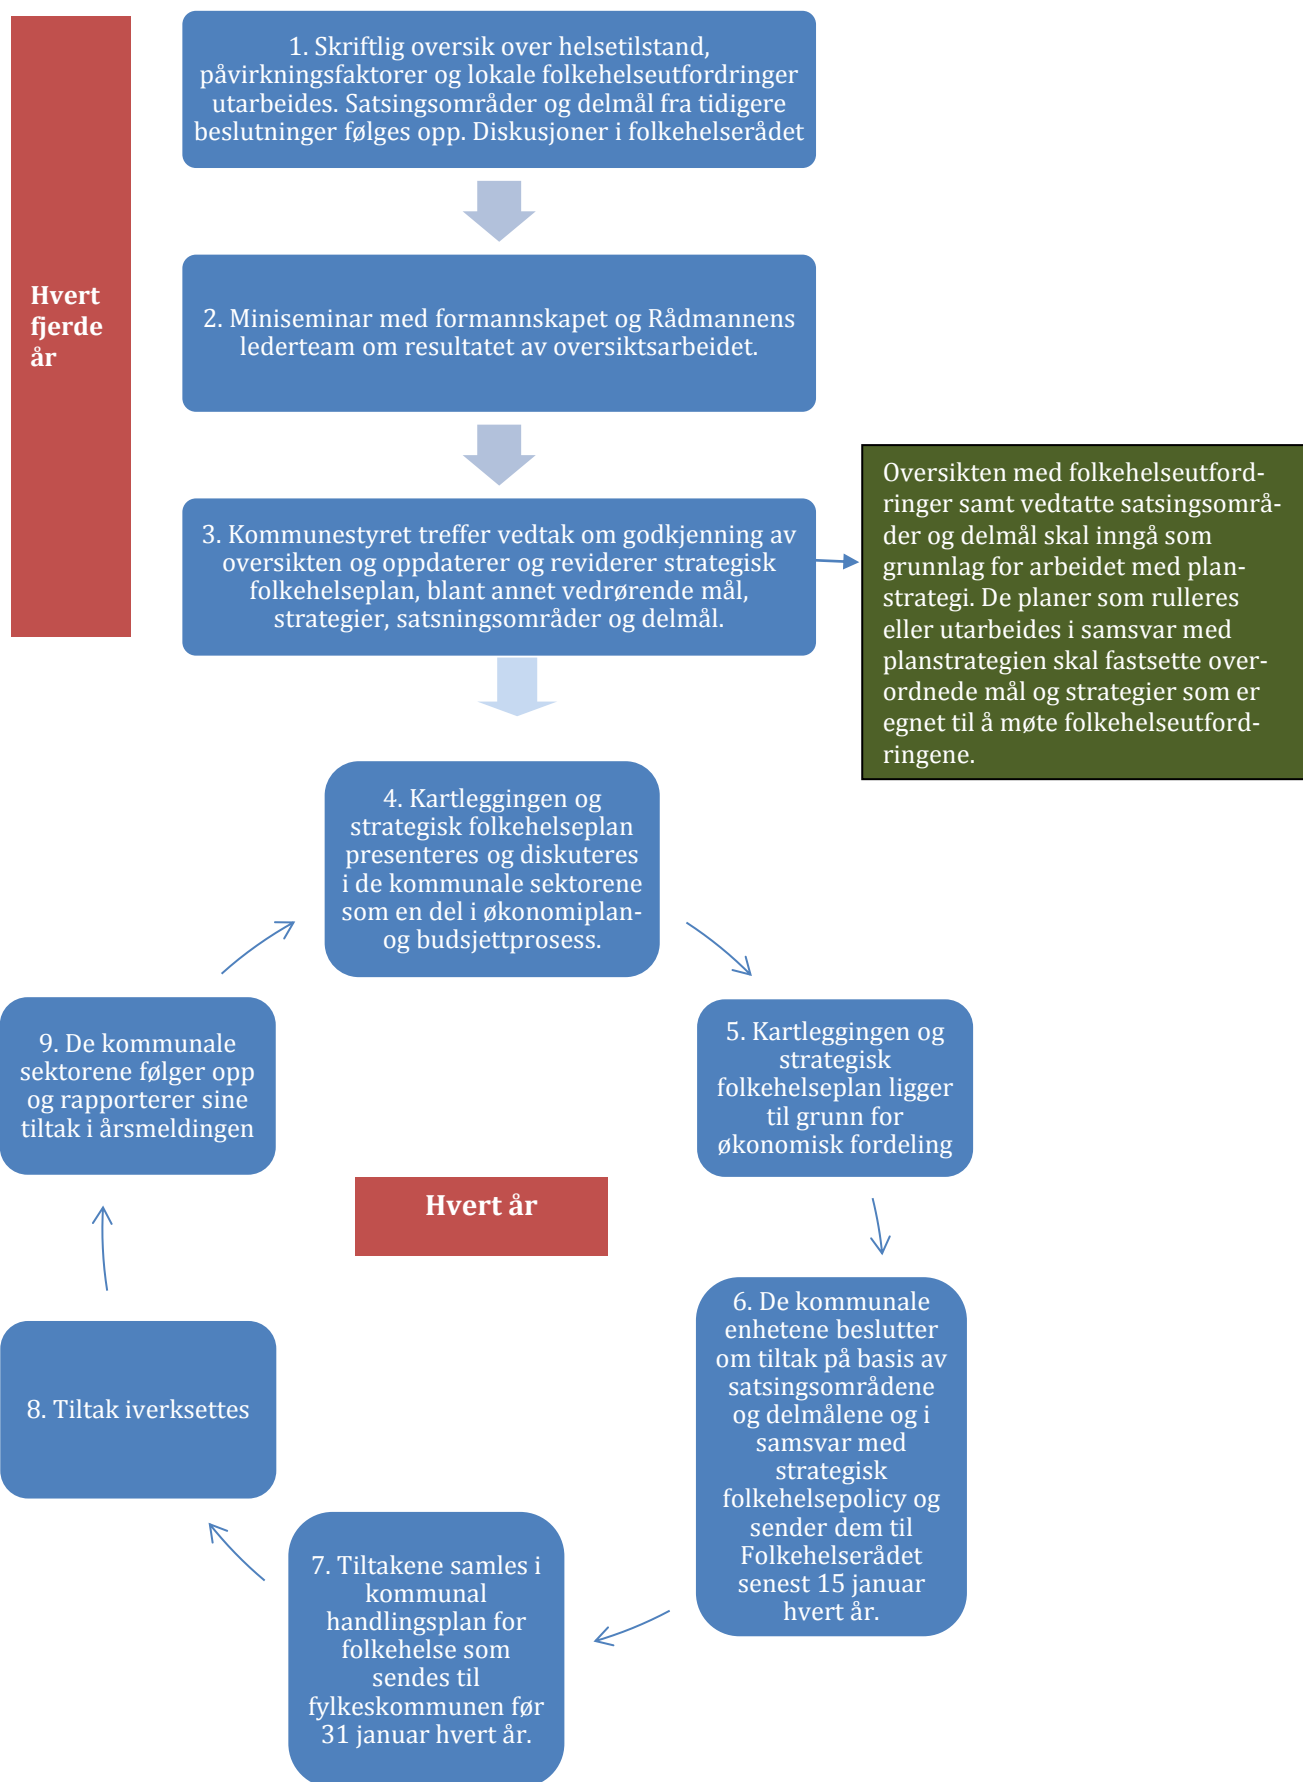 1. Skriftlig oversik over helsetilstand,
påvirkningsfaktorer og lokale folkehelseutfordringer
utarbeides. Satsingsområder og delmål fra tidigere
beslutninger følges opp. Diskusjoner i folkehelserådet
Hvert
fjerde
år
2. Miniseminar med formannskapet og Rådmannens
lederteam om resultatet av oversiktsarbeidet.
3. Kommunestyret treffer vedtak om godkjenning av
oversikten og oppdaterer og reviderer strategisk
folkehelseplan, blant annet vedrørende mål,
strategier, satsningsområder og delmål.
Oversikten med folkehelseutford-
ringer samt vedtatte satsingsområ-
der og delmål skal inngå som
grunnlag for arbeidet med plan-
strategi. De planer som rulleres
eller utarbeides i samsvar med
planstrategien skal fastsette over-
ordnede mål og strategier som er
egnet til å møte folkehelseutford-
ringene.
4. Kartleggingen og
strategisk folkehelseplan
presenteres og diskuteres
i de kommunale sektorene
som en del i økonomiplan-
og budsjettprosess.
5. Kartleggingen og
strategisk
folkehelseplan ligger
til grunn for
økonomisk fordeling
6. De kommunale
enhetene beslutter
om tiltak på basis av
satsingsområdene
og delmålene og i
samsvar med
strategisk
folkehelsepolicy og
sender dem til
Folkehelserådet
senest 15 januar
hvert år.
7. Tiltakene samles i
kommunal
handlingsplan for
folkehelse som
sendes til
fylkeskommunen før
31 januar hvert år.
8. Tiltak iverksettes
9. De kommunale
sektorene følger opp
og rapporterer sine
tiltak i årsmeldingen
Hvert år